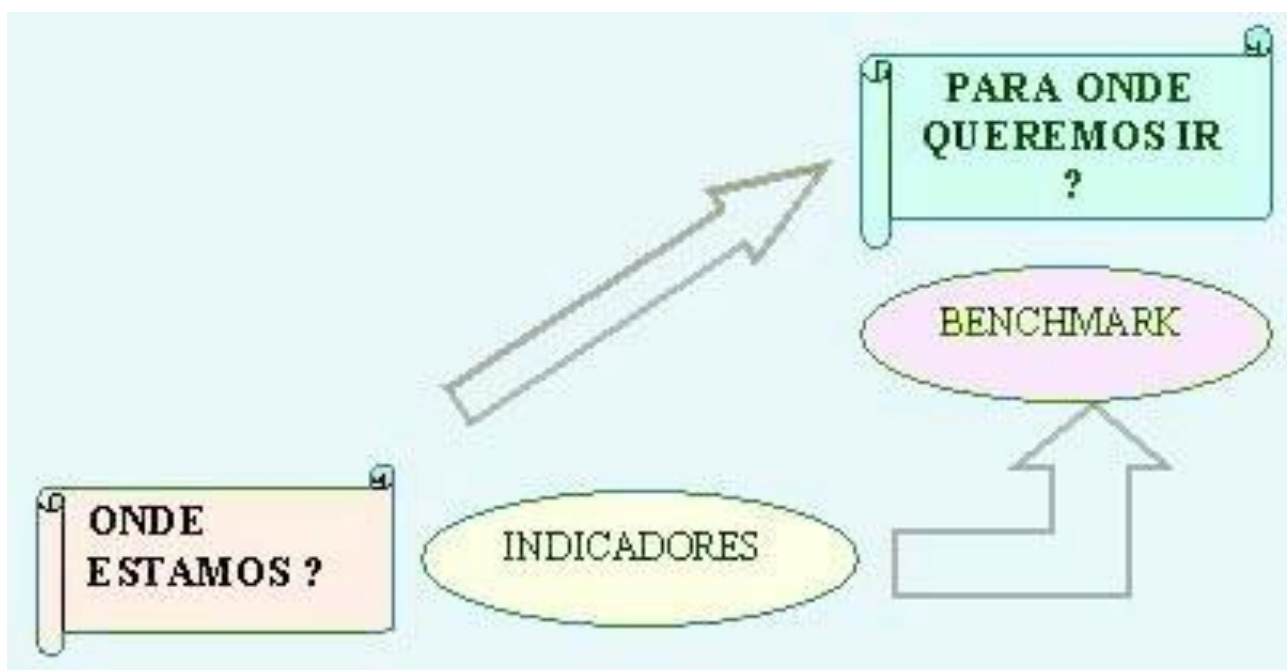 PARA ONDE
QUEREMOS IR
?
BENCHMARK
ONDE
ESTAMOS ?
INDICADORES